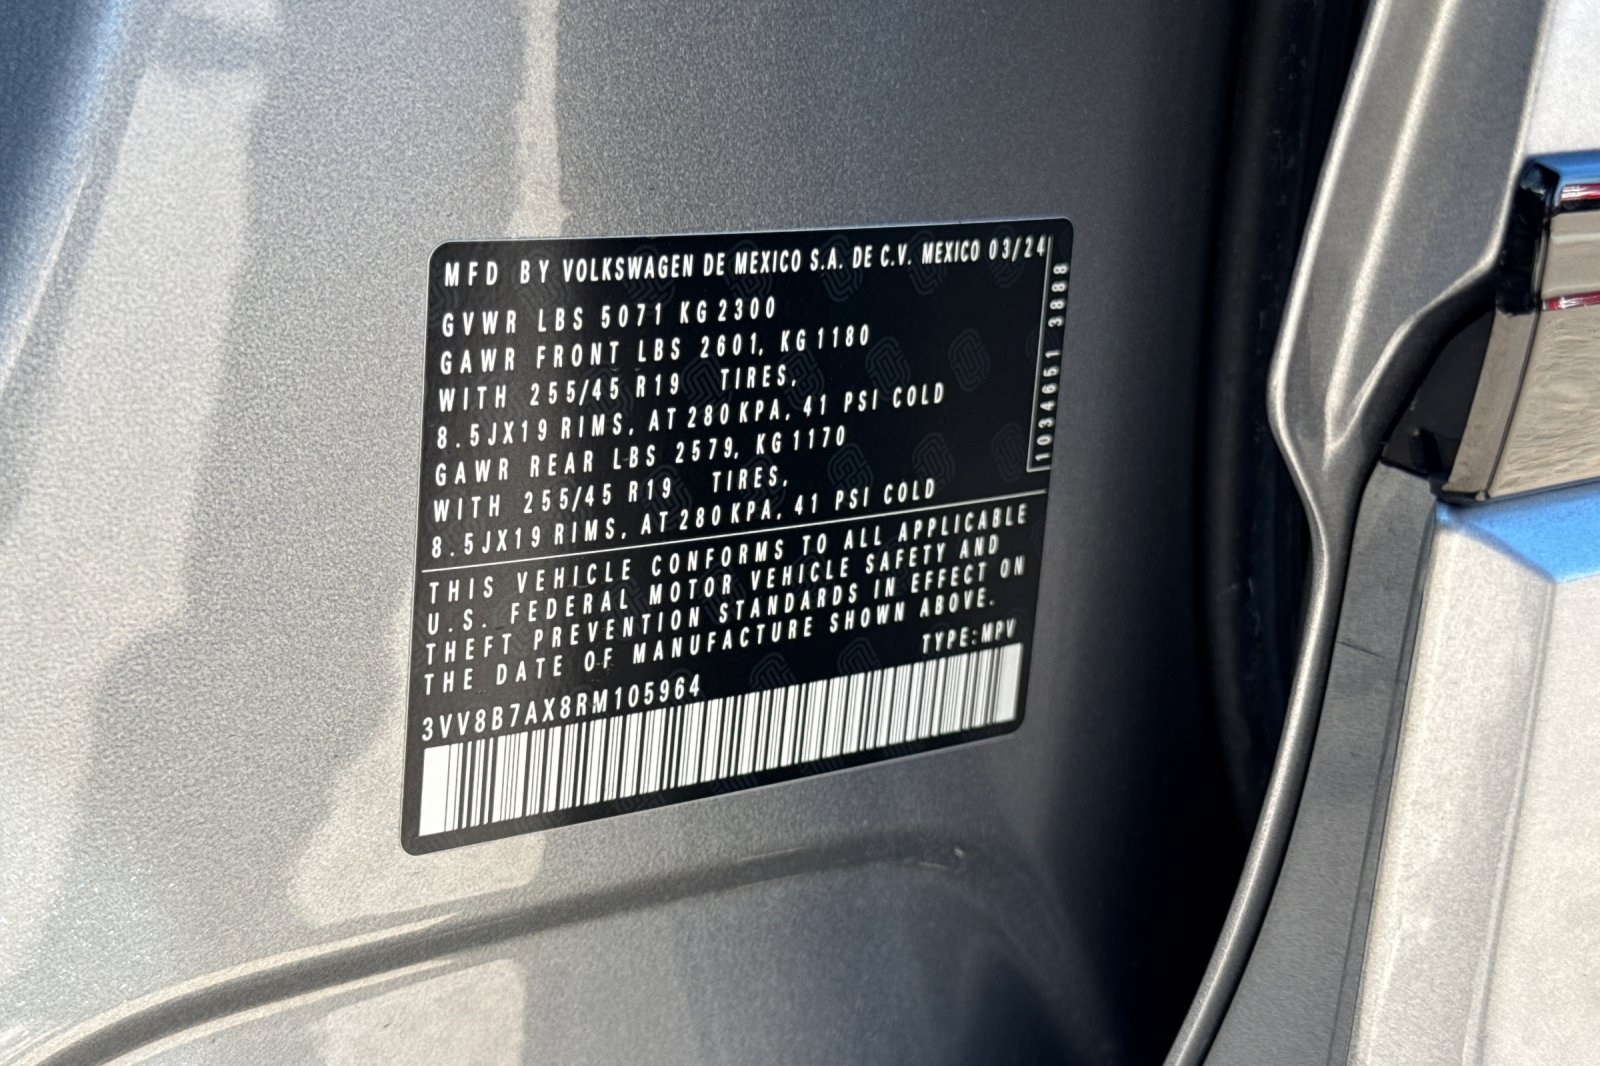 MFD BY VOLKSWAGEN DE MEXICO S.A. DE C.V. MEXICO 03/24
GVWR LBS 5071 KG 2300
GAWR FRONT LBS 2601, KG 1180
WITH 255/45 R19 TIRES,
8.5JX19 RIMS, AT 280 KPA, 41 PSI COLD
GAWR REAR LBS 2579, KG 1170
WITH 255/45 R19 TIRES,
8.5JX19 RIMS, AT 280 KPA, 41 PSI COLD
1034651 3888
THIS VEHICLE CONFORMS TO ALL APPLICABLE
U.S. FEDERAL MOTOR VEHICLE SAFETY AND
THEFT PREVENTION STANDARDS IN EFFECT ON
THE DATE OF MANUFACTURE SHOWN ABOVE.
TYPE:MPV
3VV8B7AX8RM105964